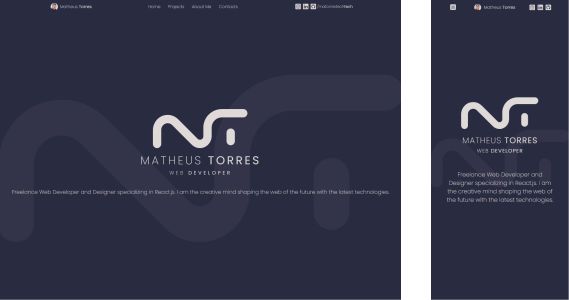 Matheus Torres
Home Projects About Me Contacts
MATHEUS TORRES
WEB DEVELOPER
Freelance Web Developer and Designer specializing in React.js. I am the creative mind shaping the web of the future with the latest technologies.
Matheus Torres
MATHEUS TORRES
WEB DEVELOPER
Freelance Web Developer and
Designer specializing in React.js. I am
the creative mind shaping the web of
the future with the latest technologies.